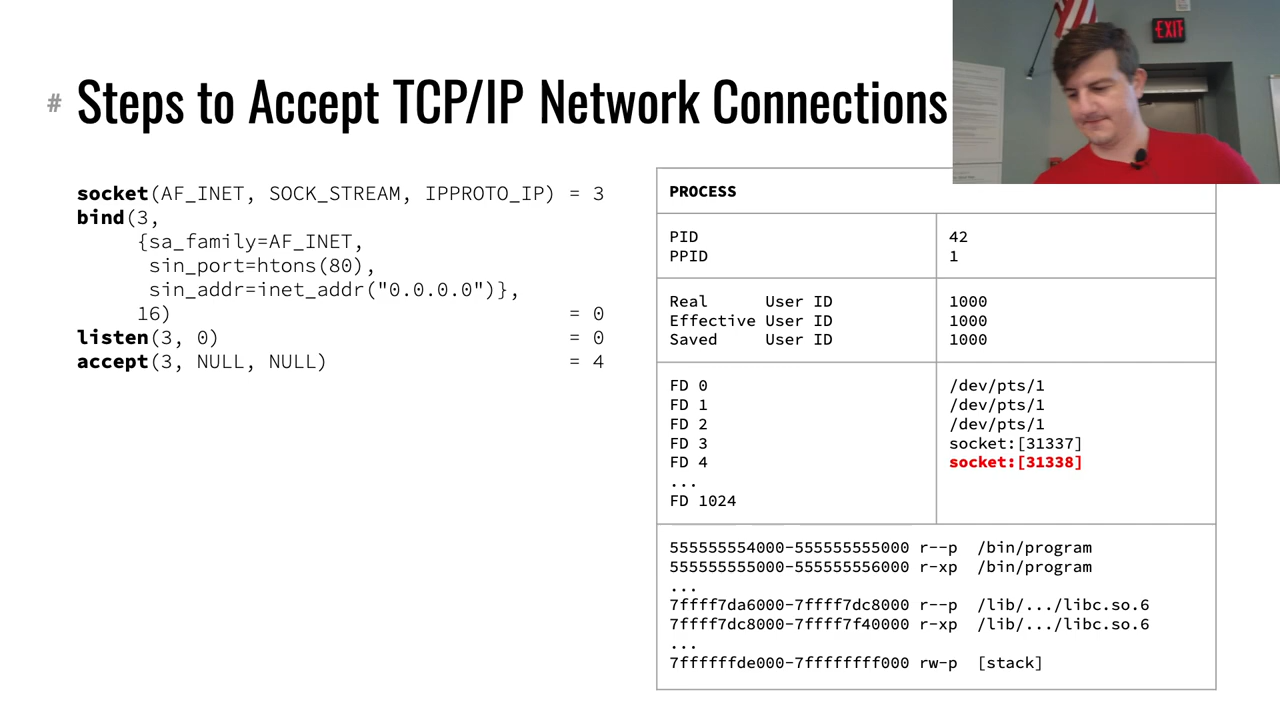 # Steps to Accept TCP/IP Network Connections
EXIT
socket(AF_INET, SOCK_STREAM, IPPROTO_IP) = 3
bind(3,
{sa_family=AF_INET,
sin_port=htons(80),
sin_addr=inet_addr("0.0.0.0")},
16) = 0
listen(3, 0) = 0
accept(3, NULL, NULL) = 4
PROCESS
PID 42
PPID 1
Real User ID 1000
Effective User ID 1000
Saved User ID 1000
FD 0 /dev/pts/1
FD 1 /dev/pts/1
FD 2 /dev/pts/1
FD 3 socket:[31337]
FD 4 socket:[31338]
...
FD 1024
555555554000-555555555000 r--p /bin/program
555555555000-555555556000 r-xp /bin/program
...
7ffff7da6000-7ffff7dc8000 r--p /lib/.../libc.so.6
7ffff7dc8000-7ffff7f40000 r-xp /lib/.../libc.so.6
...
7ffffffde000-7ffffffff000 rw-p [stack]